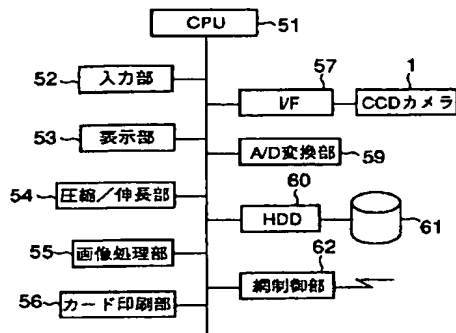 CPU 51
52 入力部
57 1
I/F CCDカメラ
53 表示部
A/D変換部 59
54 圧縮/伸長部
60
HDD 61
55 画像処理部
62
網制御部
56 カード印刷部